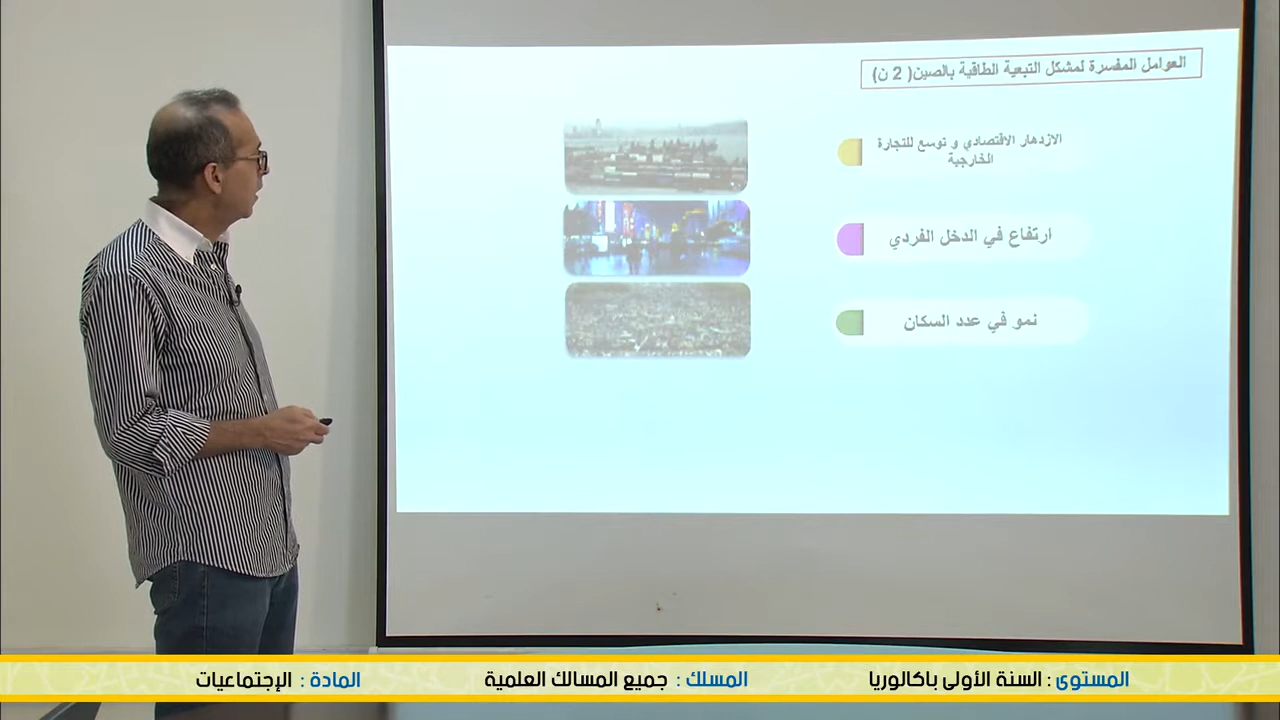 العوامل المفسرة لمشكل التبعية الطاقية بالصين( 2 ن)
الازدهار الاقتصادي و توسع للتجارة
الخارجية
ارتفاع في الدخل الفردي
نمو في عدد السكان
المستوى : السنة الأولى باكالوريا
المسلك : جميع المسالك العلمية
المادة : الإجتماعيات